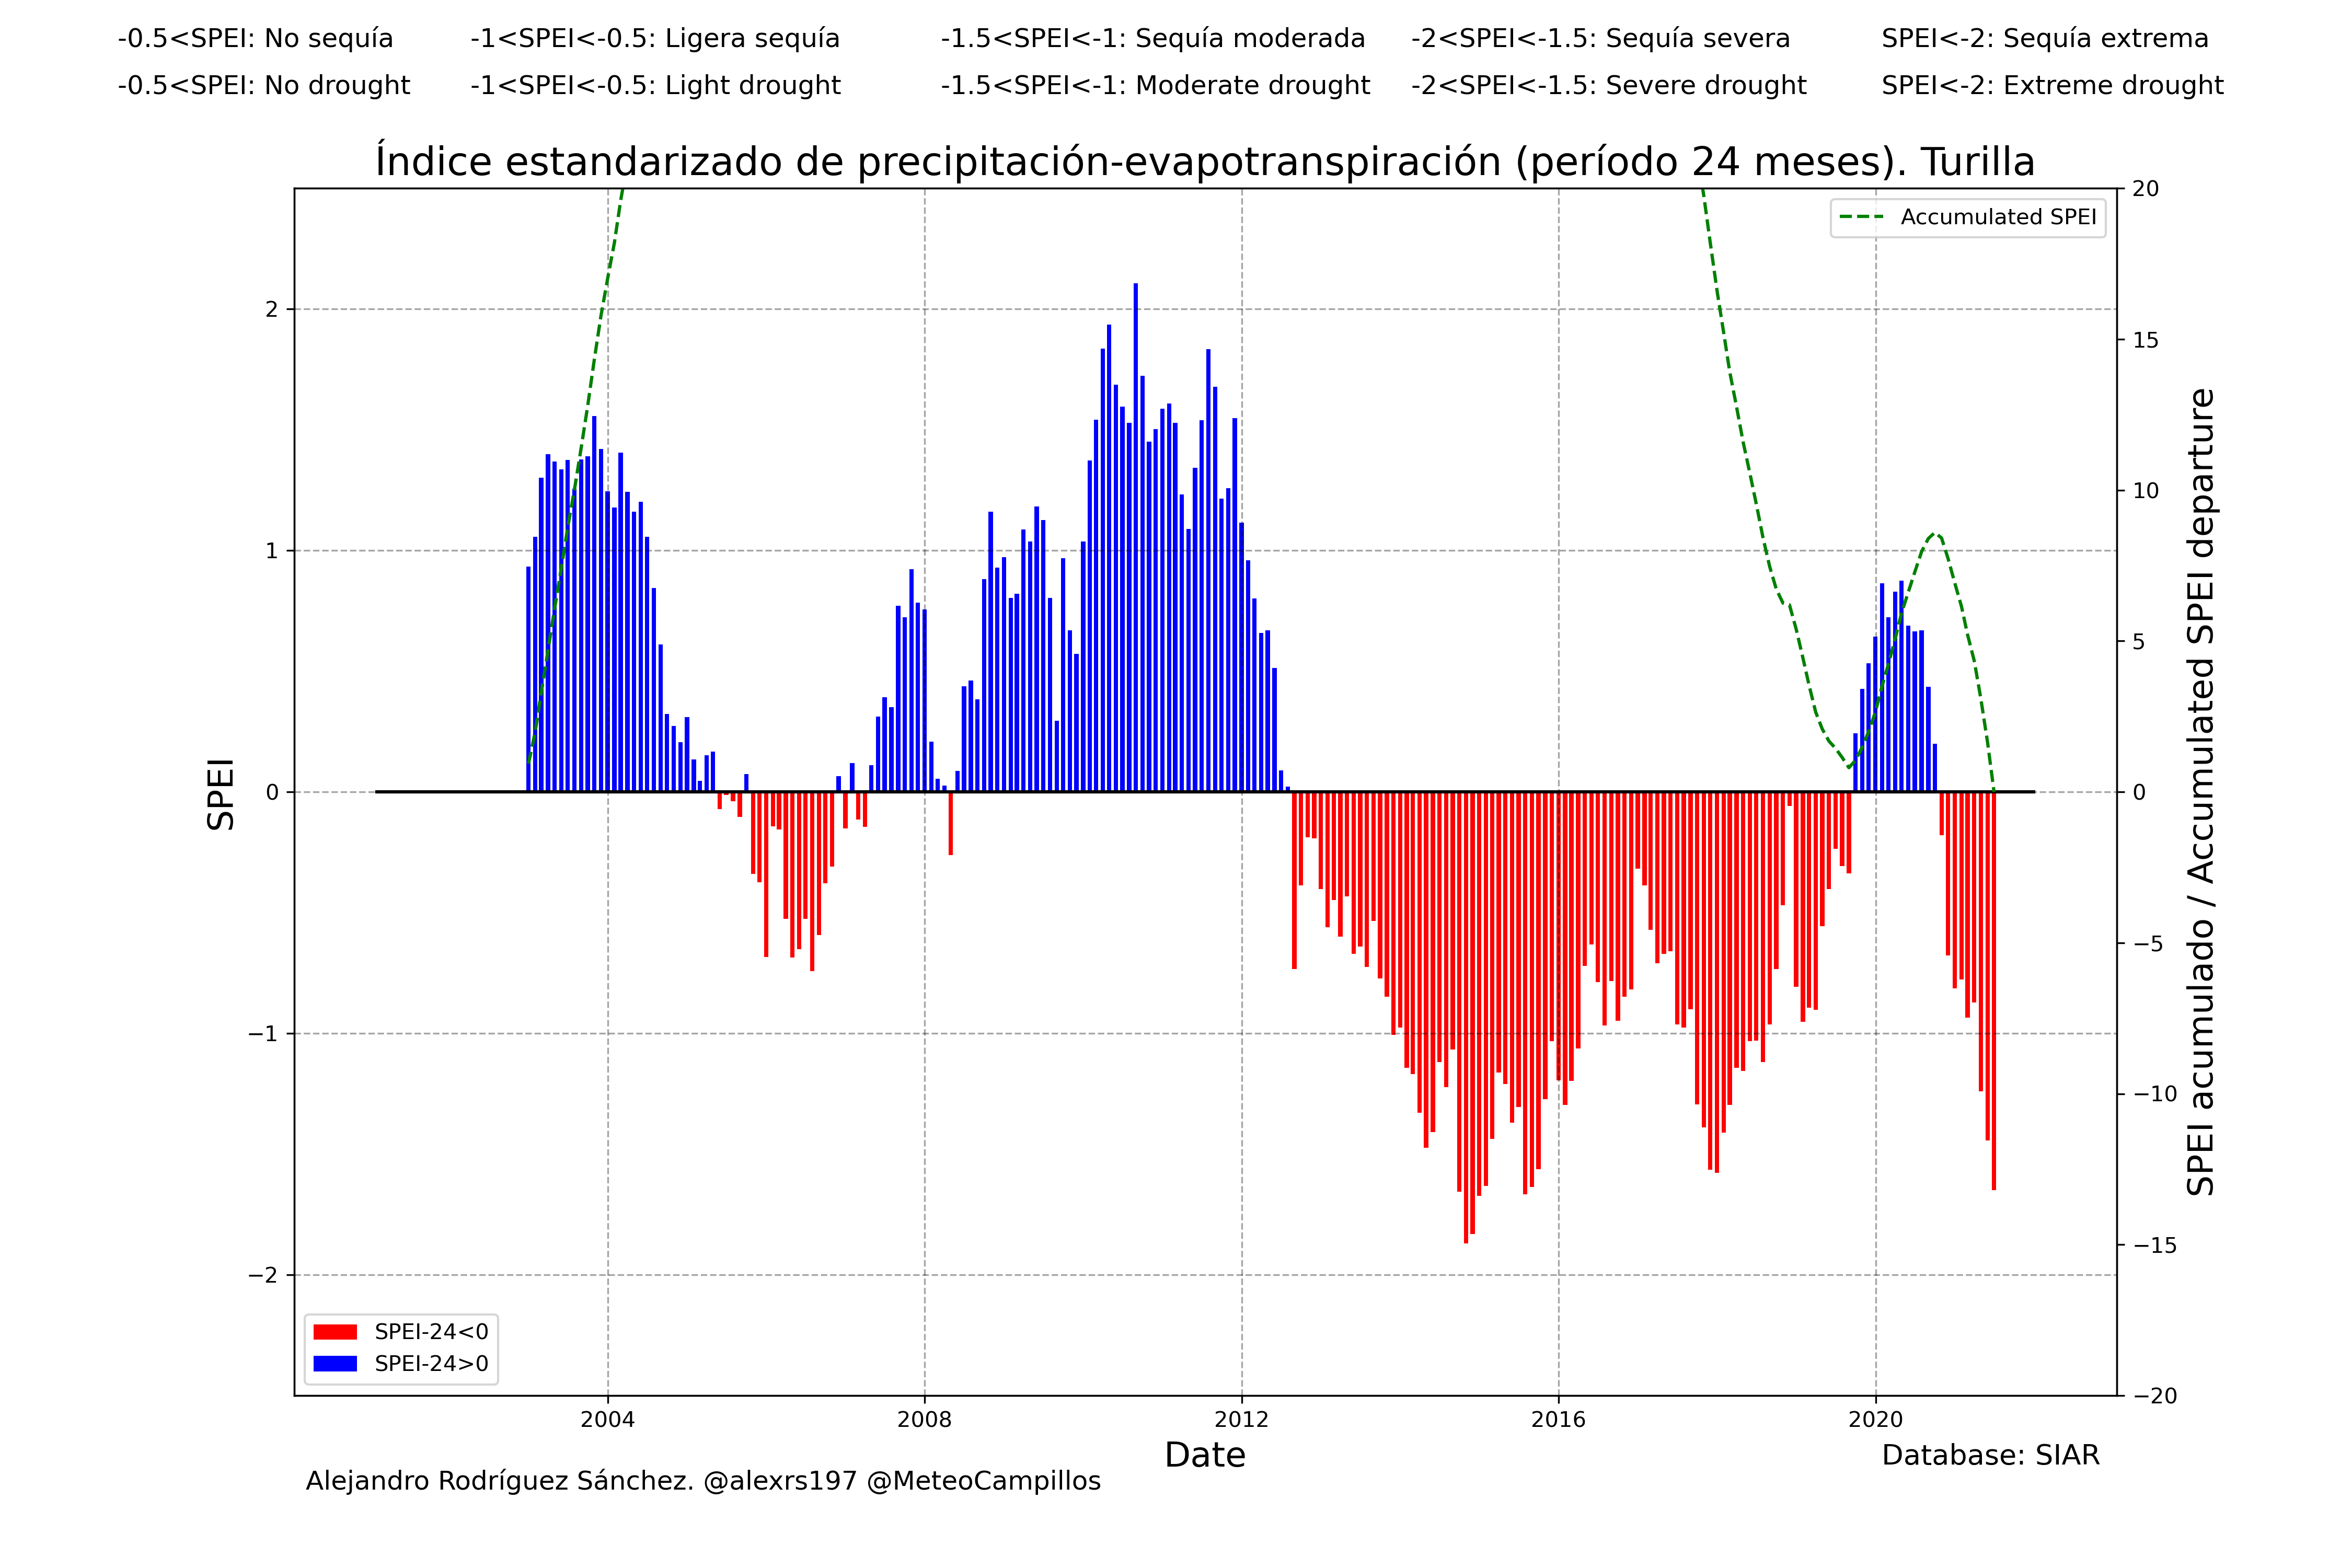 -0.5<SPEI: No sequía -1<SPEI<-0.5: Ligera sequía -1.5<SPEI<-1: Sequía moderada -2<SPEI<-1.5: Sequía severa SPEI<-2: Sequía extrema
-0.5<SPEI: No drought -1<SPEI<-0.5: Light drought -1.5<SPEI<-1: Moderate drought -2<SPEI<-1.5: Severe drought SPEI<-2: Extreme drought
Índice estandarizado de precipitación-evapotranspiración (período 24 meses). Turilla
Accumulated SPEI
SPEI
2
1
0
−1
−2
20
15
10
5
0
−5
−10
−15
−20
SPEI acumulado / Accumulated SPEI departure
SPEI-24<0
SPEI-24>0
2004 2008 2012 2016 2020
Date
Database: SIAR
Alejandro Rodríguez Sánchez. @alexrs197 @MeteoCampillos